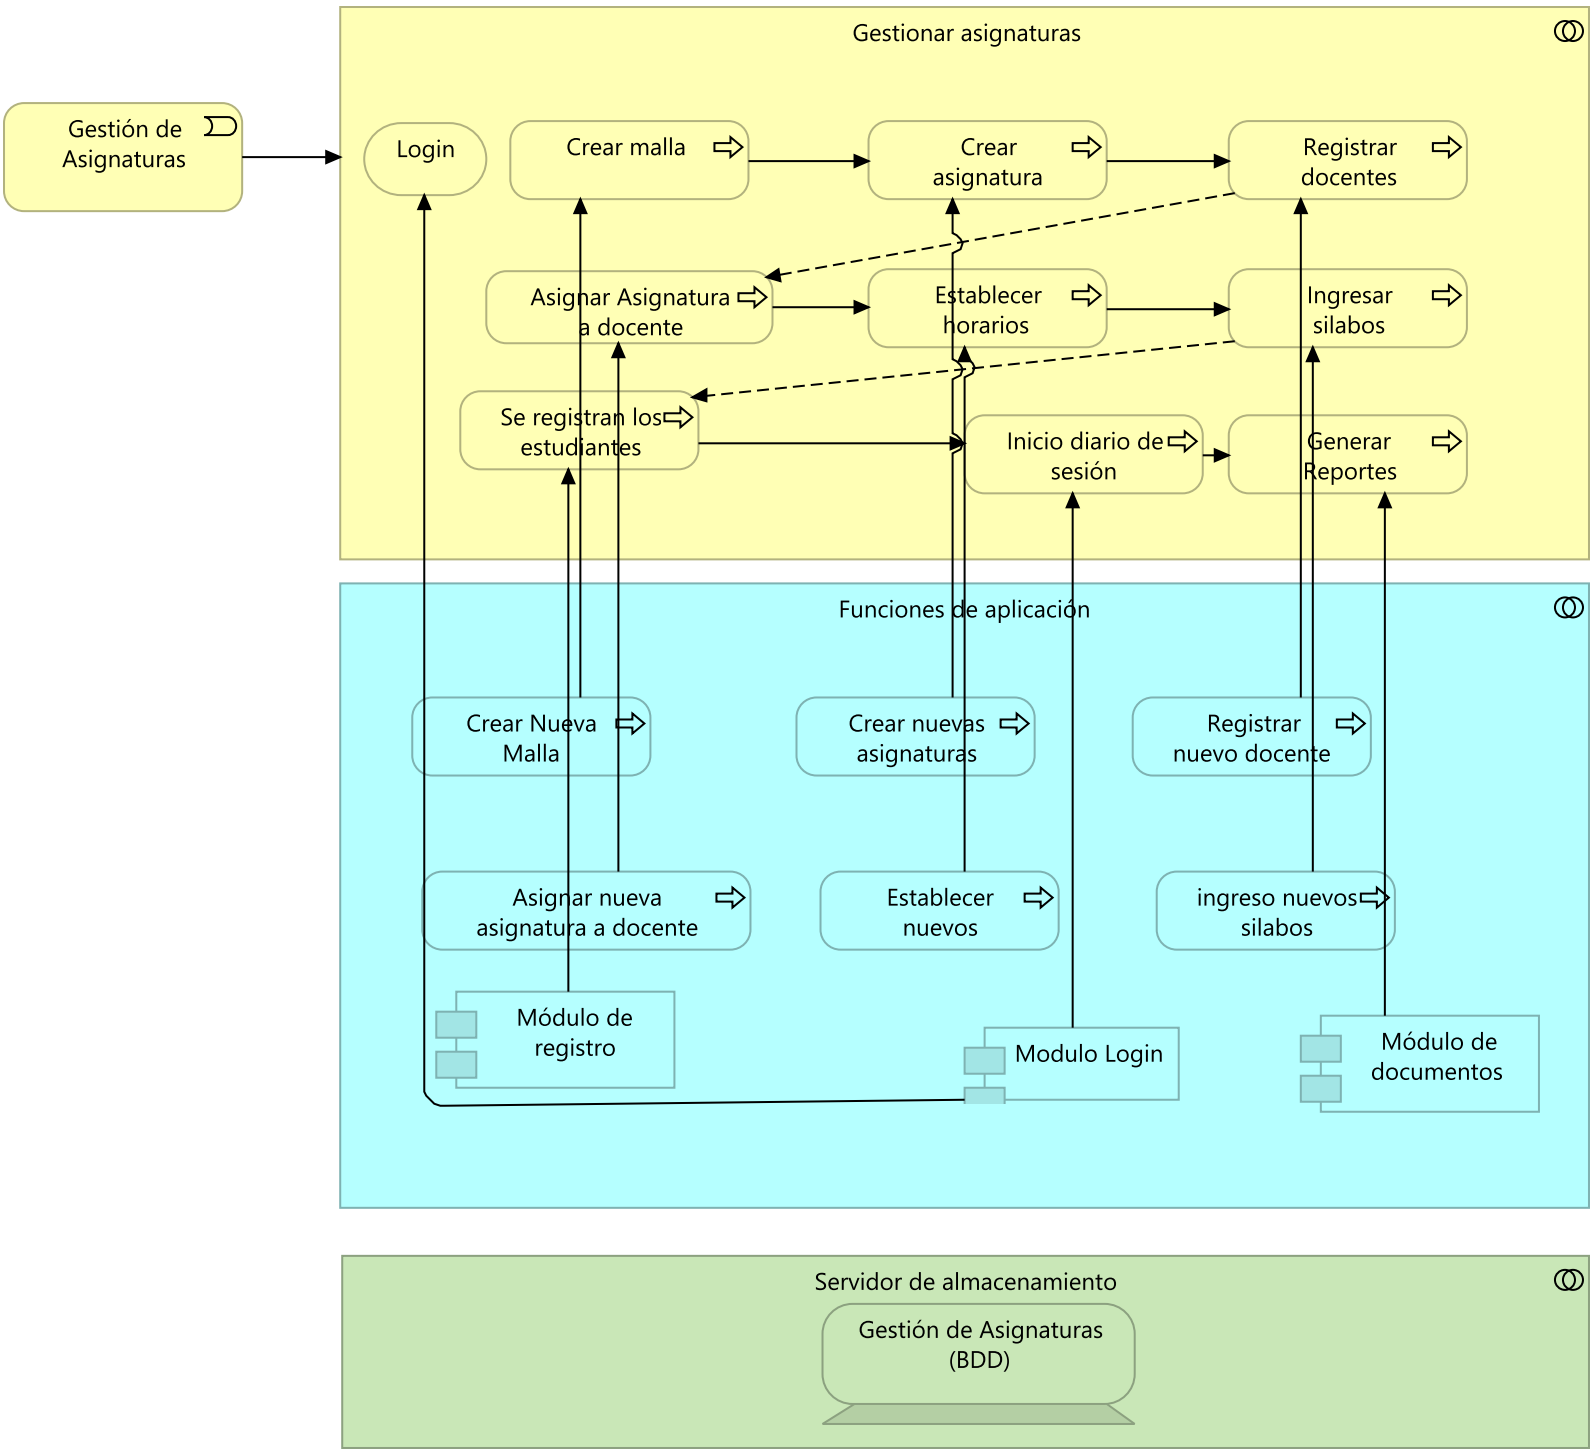 Gestionar asignaturas
Gestión de
Asignaturas
Login
Crear malla
Crear
asignatura
Registrar
docentes
Asignar Asignatura
a docente
Establecer
horarios
Ingresar
silabos
Se registran los
estudiantes
Inicio diario de
sesión
Generar
Reportes
Funciones de aplicación
Crear Nueva
Malla
Crear nuevas
asignaturas
Registrar
nuevo docente
Asignar nueva
asignatura a docente
Establecer
nuevos
ingreso nuevos
silabos
Módulo de
registro
Modulo Login
Módulo de
documentos
Servidor de almacenamiento
Gestión de Asignaturas
(BDD)